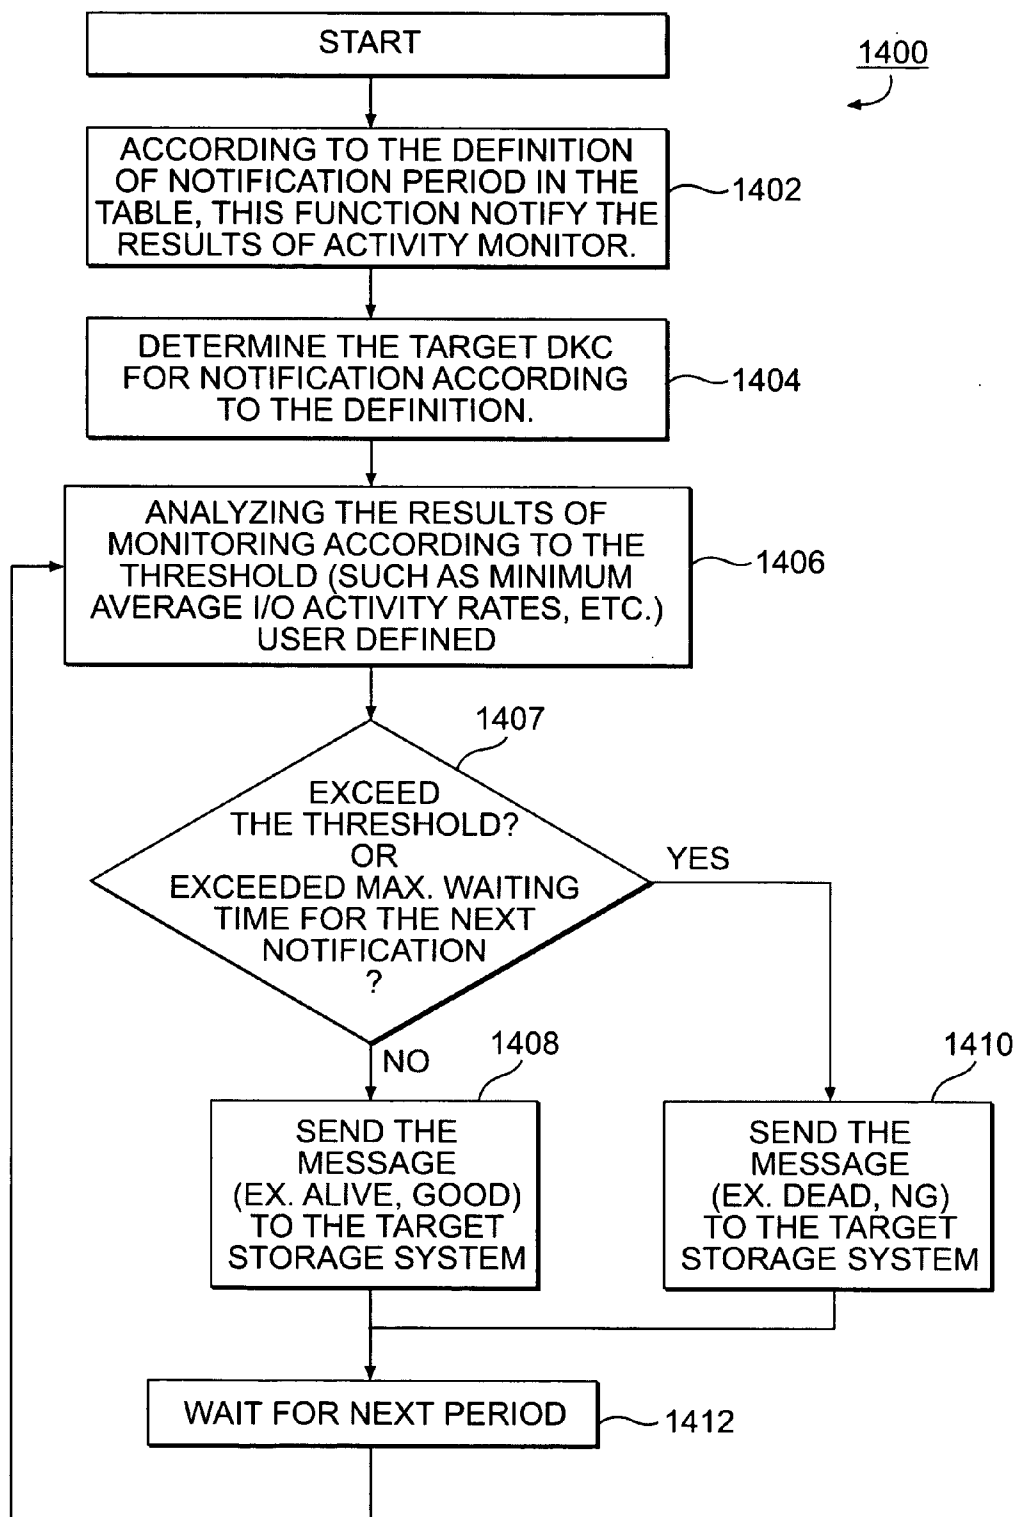 START
1400
ACCORDING TO THE DEFINITION
OF NOTIFICATION PERIOD IN THE
TABLE, THIS FUNCTION NOTIFY THE
RESULTS OF ACTIVITY MONITOR.
1402
DETERMINE THE TARGET DKC
FOR NOTIFICATION ACCORDING
TO THE DEFINITION.
1404
ANALYZING THE RESULTS OF
MONITORING ACCORDING TO THE
THRESHOLD (SUCH AS MINIMUM
AVERAGE I/O ACTIVITY RATES, ETC.)
USER DEFINED
1406
1407
EXCEED
THE THRESHOLD?
OR
EXCEEDED MAX. WAITING
TIME FOR THE NEXT
NOTIFICATION
?
YES
NO
1408
SEND THE
MESSAGE
(EX. ALIVE, GOOD)
TO THE TARGET
STORAGE SYSTEM
1410
SEND THE
MESSAGE
(EX. DEAD, NG)
TO THE TARGET
STORAGE SYSTEM
WAIT FOR NEXT PERIOD
1412